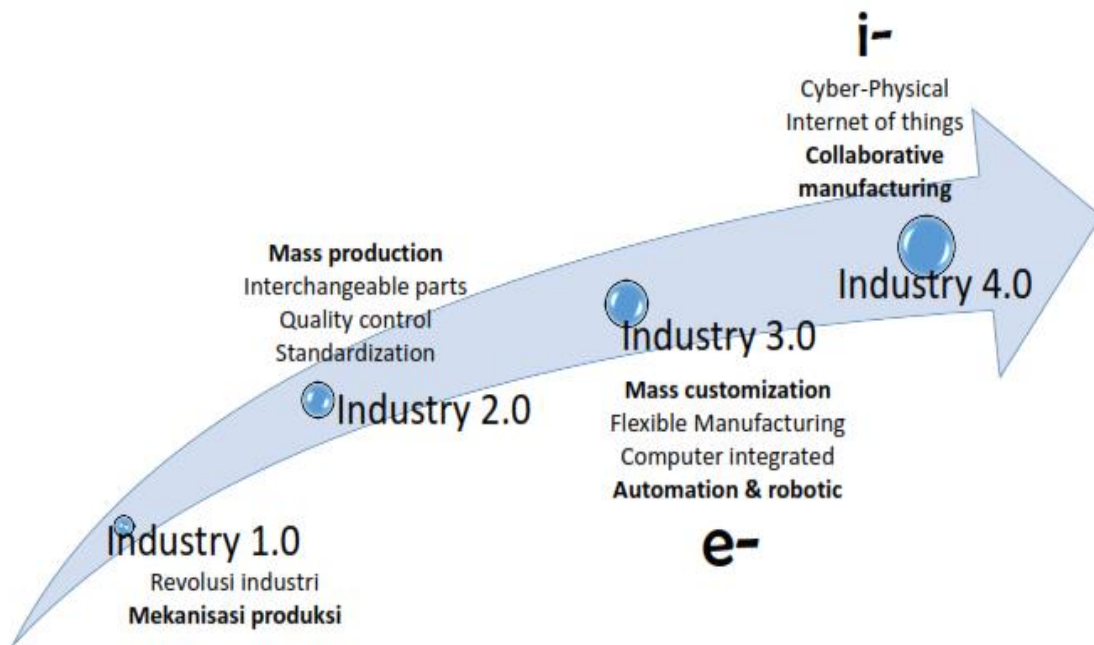 i-
Cyber-Physical
Internet of things
Collaborative
manufacturing
Industry 4.0
Mass production
Interchangeable parts
Quality control
Standardization
Industry 2.0
Industry 3.0
Mass customization
Flexible Manufacturing
Computer integrated
Automation & robotic
e-
Industry 1.0
Revolusi industri
Mekanisasi produksi